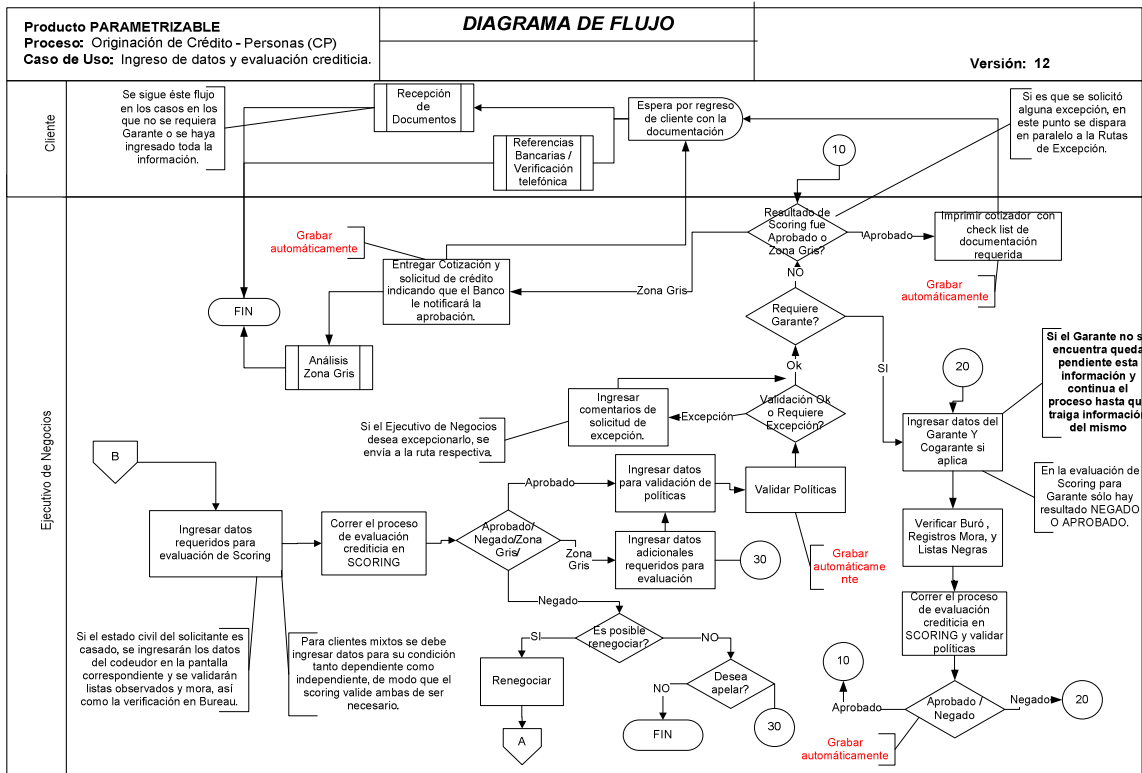 Producto PARAMETRIZABLE
Proceso: Originación de Crédito - Personas (CP)
Caso de Uso: Ingreso de datos y evaluación crediticia.
DIAGRAMA DE FLUJO
Versión: 12
Cliente
Se sigue éste flujo
en los casos en los
que no se requiera
Garante o se haya
ingresado toda la
información.
Recepción
de
Documentos
Referencias
Bancarias /
Verificación
telefónica
Espera por regreso
de cliente con la
documentación
10
Si es que se solicitó
alguna excepción, en
este punto se dispara
en paralelo a la Rutas
de Excepción.
Ejecutivo de Negocios
Grabar
automáticamente
Entregar Cotización y
solicitud de crédito
indicando que el Banco
le notificará la
aprobación.
FIN
Análisis
Zona Gris
Zona Gris
Resultado de
Scoring fue
Aprobado o
Zona Gris?
Aprobado
Imprimir cotizador con
check list de
documentación
requerida
Grabar
automáticamente
NO
Requiere
Garante?
SI
Ok
Validación Ok
o Requiere
Excepción?
Excepción
Ingresar
comentarios de
solicitud de
excepción.
Si el Ejecutivo de Negocios
desea excepcionarlo, se
envía a la ruta respectiva.
20
Si el Garante no s
encuentra queda
pendiente esta
información y
continua el
proceso hasta qu
traiga información
del mismo
Ingresar datos del
Garante Y
Cogarante si
aplica
En la evaluación de
Scoring para
Garante sólo hay
resultado NEGADO
O APROBADO.
B
Ingresar datos
requeridos para
evaluación de Scoring
Correr el proceso
de evaluación
crediticia en
SCORING
Aprobado/
Negado/Zona
Gris/
Aprobado
Ingresar datos
para validación de
políticas
Validar Políticas
Zona
Gris
Ingresar datos
adicionales
requeridos para
evaluación
30
Grabar
automáticame
nte
Verificar Buró ,
Registros Mora, y
Listas Negras
Correr el proceso
de evaluación
crediticia en
SCORING y validar
políticas
Negado
Es posible
renegociar?
SI
Renegociar
A
NO
Desea
apelar?
NO
FIN
30
Si el estado civil del solicitante es
casado, se ingresarán los datos
del codeudor en la pantalla
correspondiente y se validarán
listas observados y mora, así
como la verificación en Bureau.
Para clientes mixtos se debe
ingresar datos para su condición
tanto dependiente como
independiente, de modo que el
scoring valide ambas de ser
necesario.
10
Aprobado
Aprobado /
Negado
Negado
20
Grabar
automáticamente